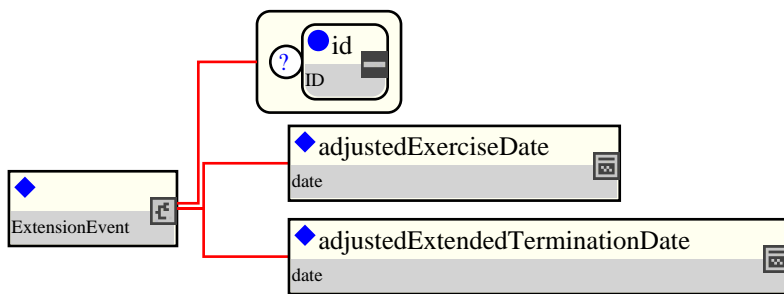 ?
id
ID
adjustedExerciseDate
date
ExtensionEvent
adjustedExtendedTerminationDate
date